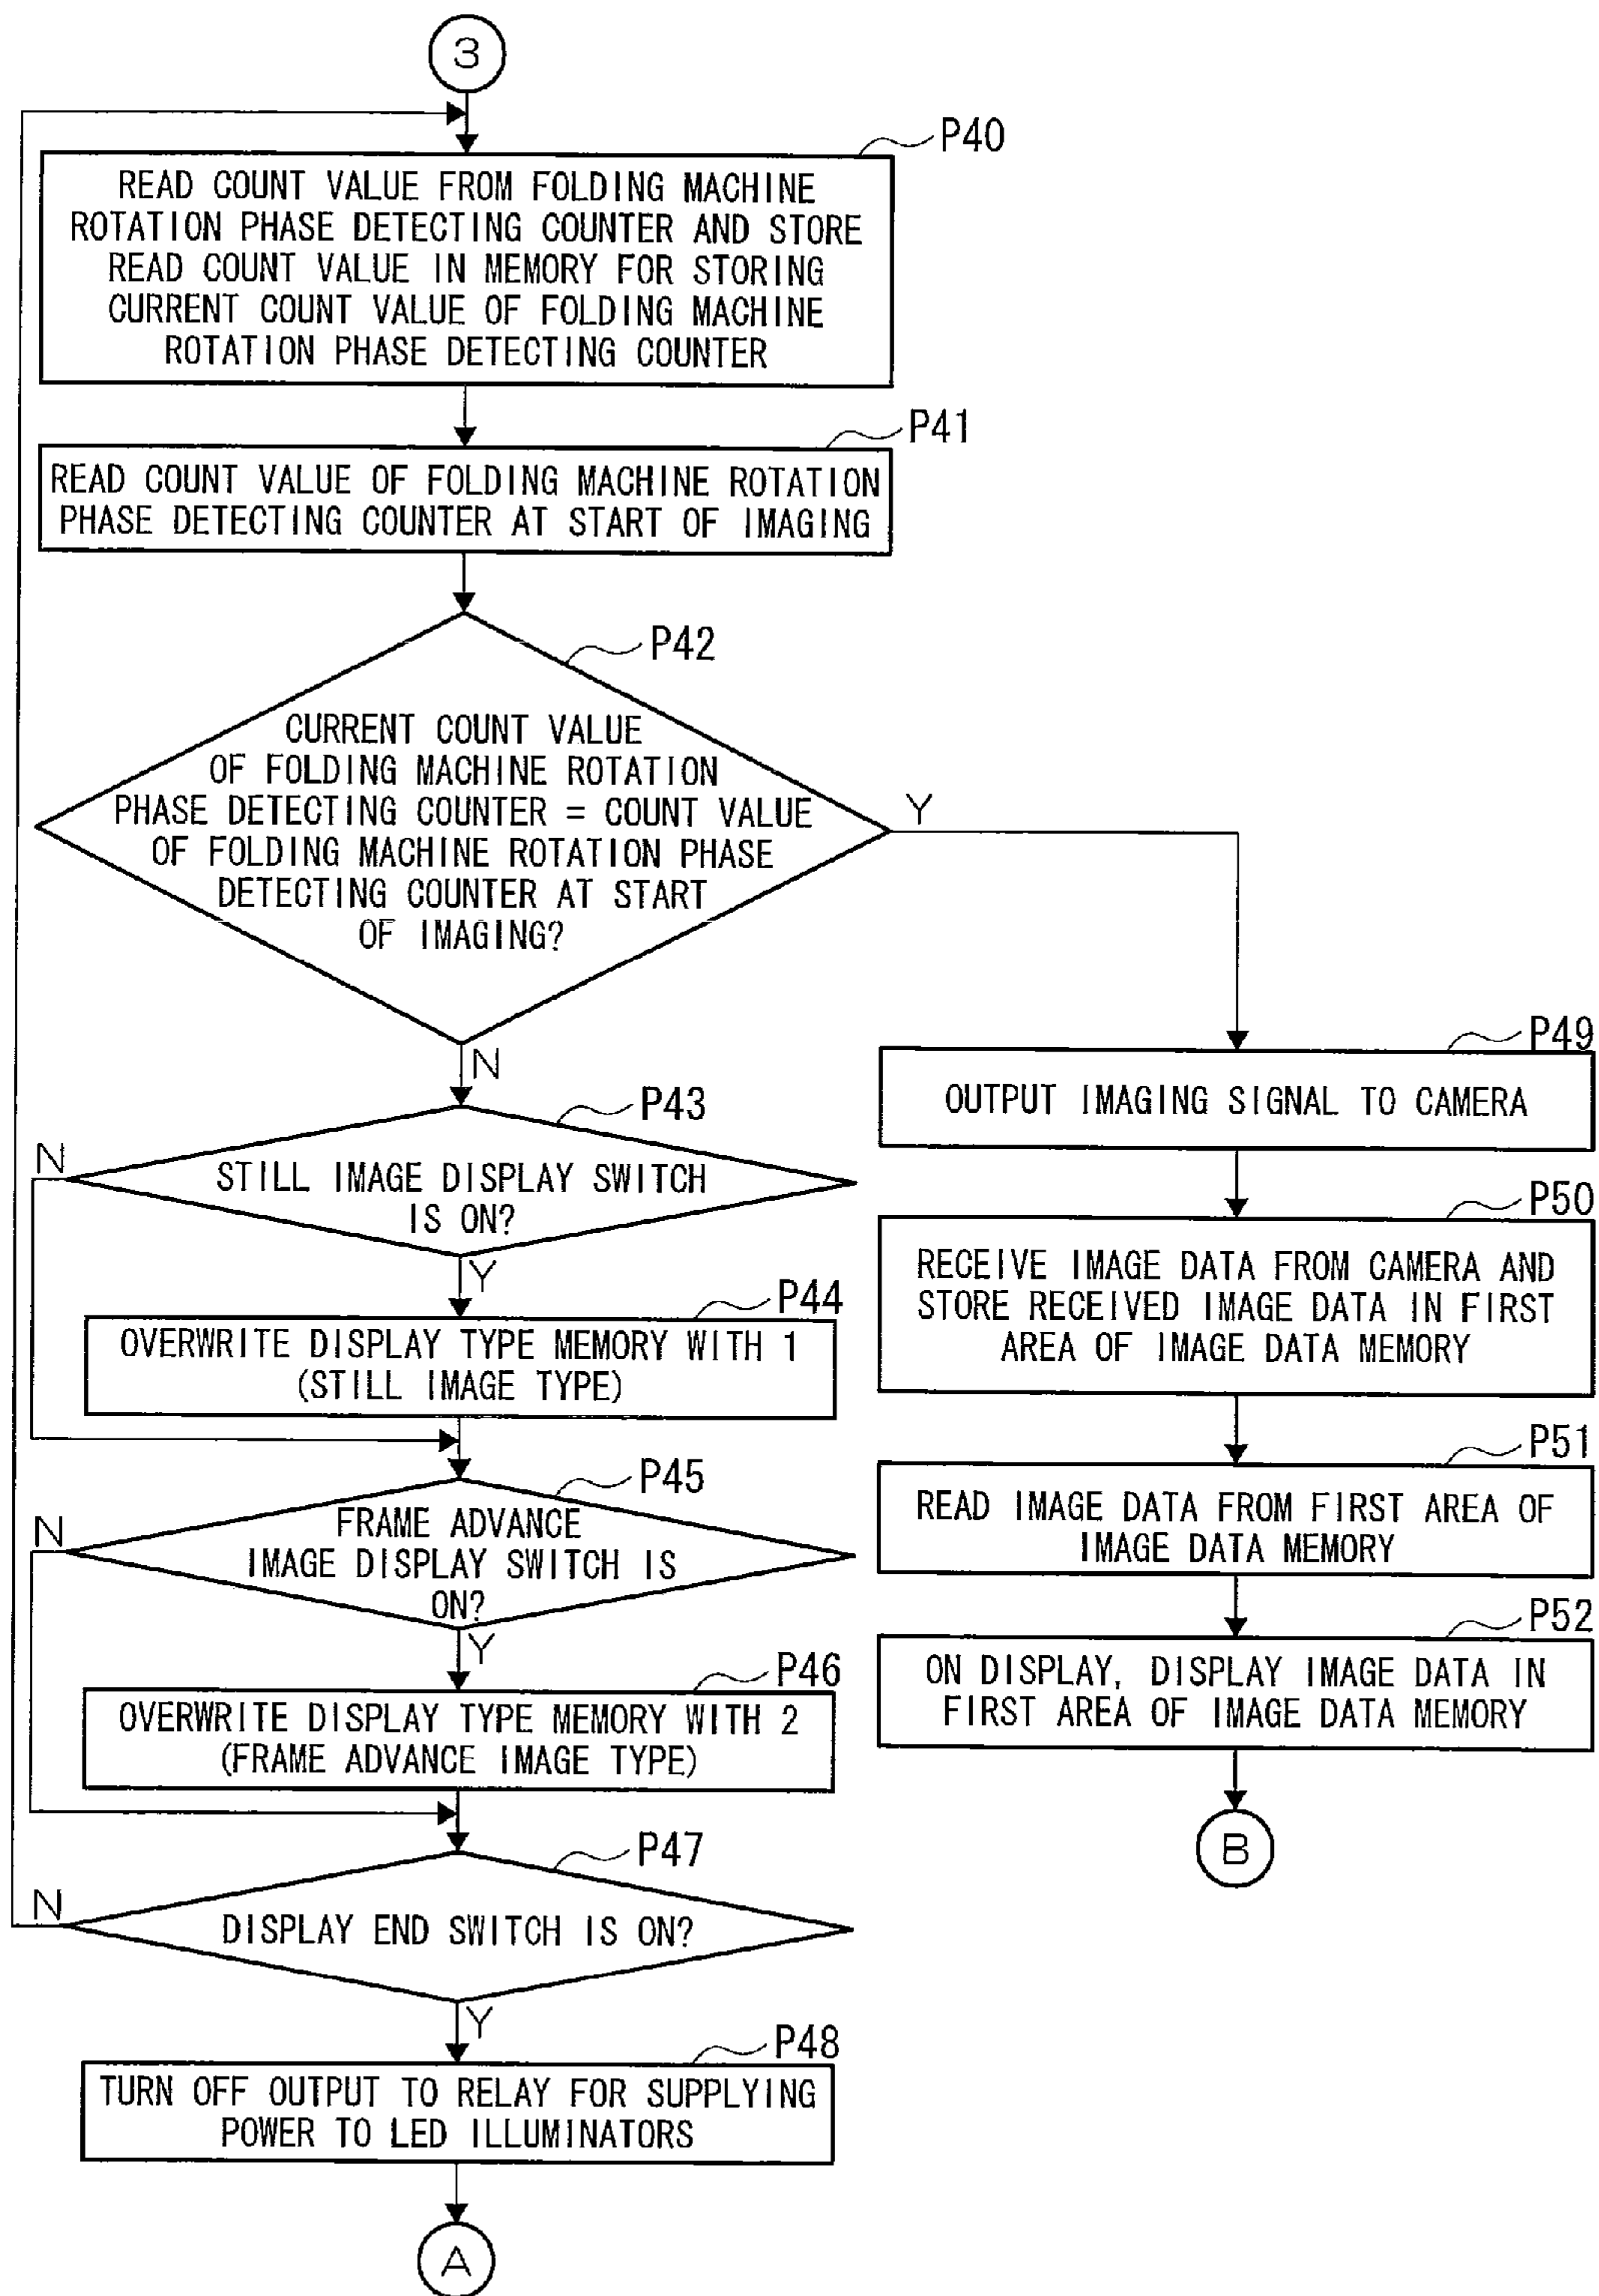 3
P40
READ COUNT VALUE FROM FOLDING MACHINE
ROTATION PHASE DETECTING COUNTER AND STORE
READ COUNT VALUE IN MEMORY FOR STORING
CURRENT COUNT VALUE OF FOLDING MACHINE
ROTATION PHASE DETECTING COUNTER
P41
READ COUNT VALUE OF FOLDING MACHINE ROTATION
PHASE DETECTING COUNTER AT START OF IMAGING
P42
CURRENT COUNT VALUE
OF FOLDING MACHINE ROTATION
PHASE DETECTING COUNTER = COUNT VALUE
OF FOLDING MACHINE ROTATION PHASE
DETECTING COUNTER AT START
OF IMAGING?
Y
N
P43
N
STILL IMAGE DISPLAY SWITCH
IS ON?
Y
P44
OVERWRITE DISPLAY TYPE MEMORY WITH 1
(STILL IMAGE TYPE)
P45
N
FRAME ADVANCE
IMAGE DISPLAY SWITCH IS
ON?
Y
P46
OVERWRITE DISPLAY TYPE MEMORY WITH 2
(FRAME ADVANCE IMAGE TYPE)
P47
N
DISPLAY END SWITCH IS ON?
Y
P48
TURN OFF OUTPUT TO RELAY FOR SUPPLYING
POWER TO LED ILLUMINATORS
A
P49
OUTPUT IMAGING SIGNAL TO CAMERA
P50
RECEIVE IMAGE DATA FROM CAMERA AND
STORE RECEIVED IMAGE DATA IN FIRST
AREA OF IMAGE DATA MEMORY
P51
READ IMAGE DATA FROM FIRST AREA OF
IMAGE DATA MEMORY
P52
ON DISPLAY, DISPLAY IMAGE DATA IN
FIRST AREA OF IMAGE DATA MEMORY
B